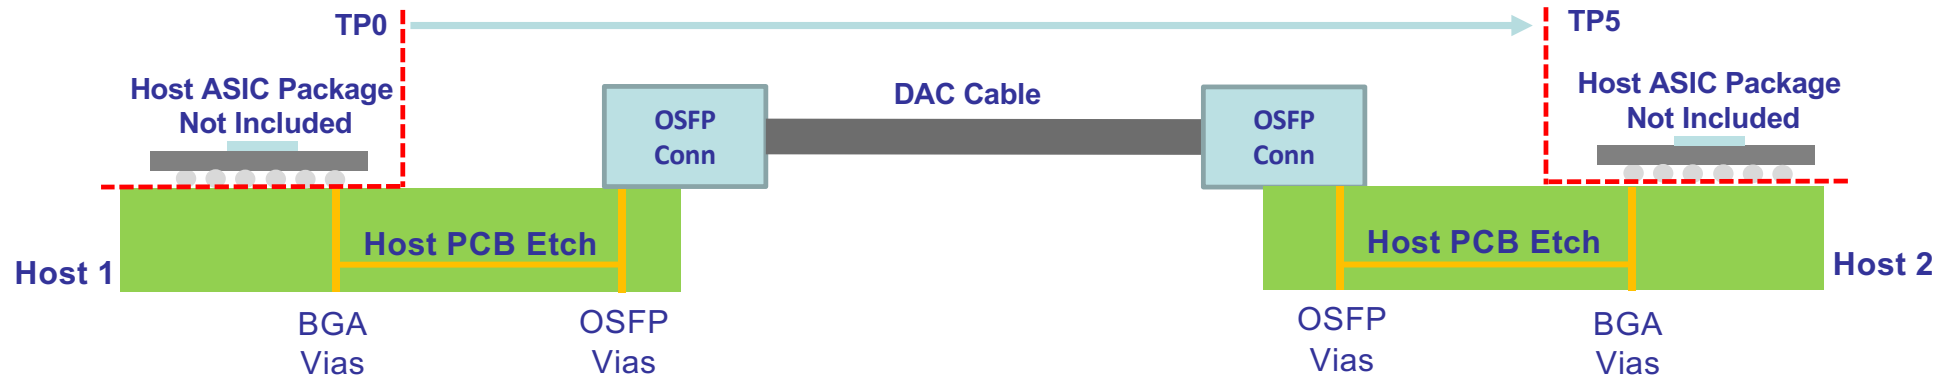 TP0
TP5
Host ASIC Package
Not Included
OSFP
Conn
DAC Cable
OSFP
Conn
Host ASIC Package
Not Included
Host 1
Host PCB Etch
Host PCB Etch
Host 2
BGA
Vias
OSFP
Vias
OSFP
Vias
BGA
Vias